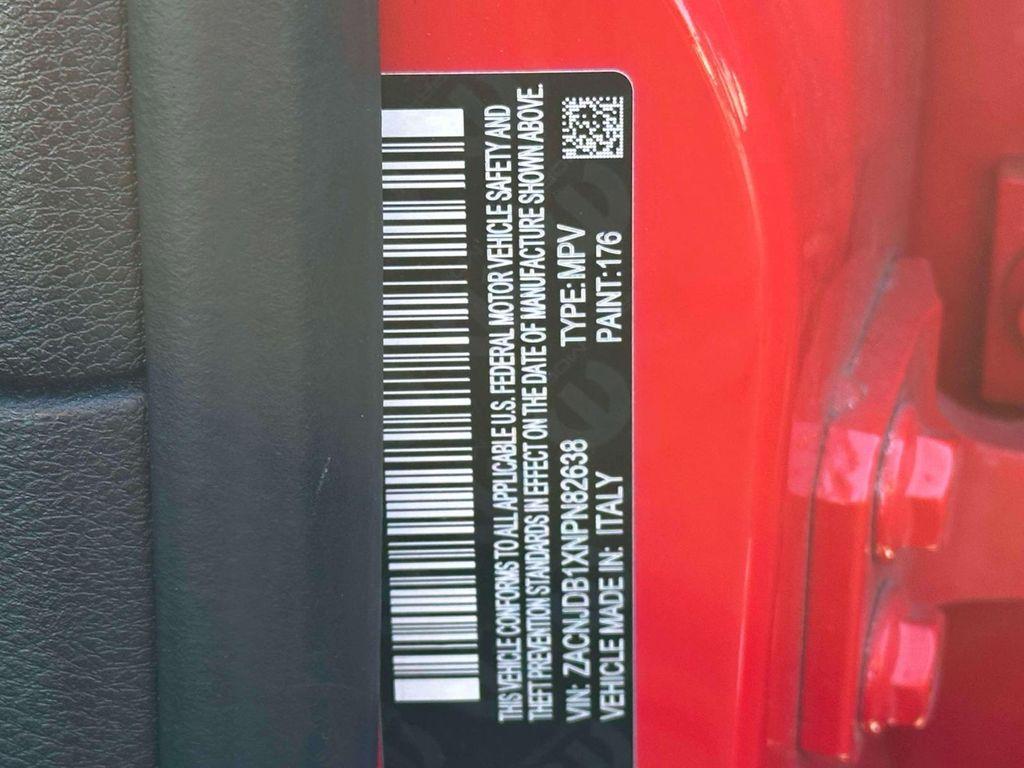 THIS VEHICLE CONFORMS TO ALL APPLICABLE U.S. FEDERAL MOTOR VEHICLE SAFETY AND
THEFT PREVENTION STANDARDS IN EFFECT ON THE DATE OF MANUFACTURE SHOWN ABOVE.
VIN: ZACNJDB1XNPN82638 TYPE: MPV
VEHICLE MADE IN: ITALY PAINT: 176